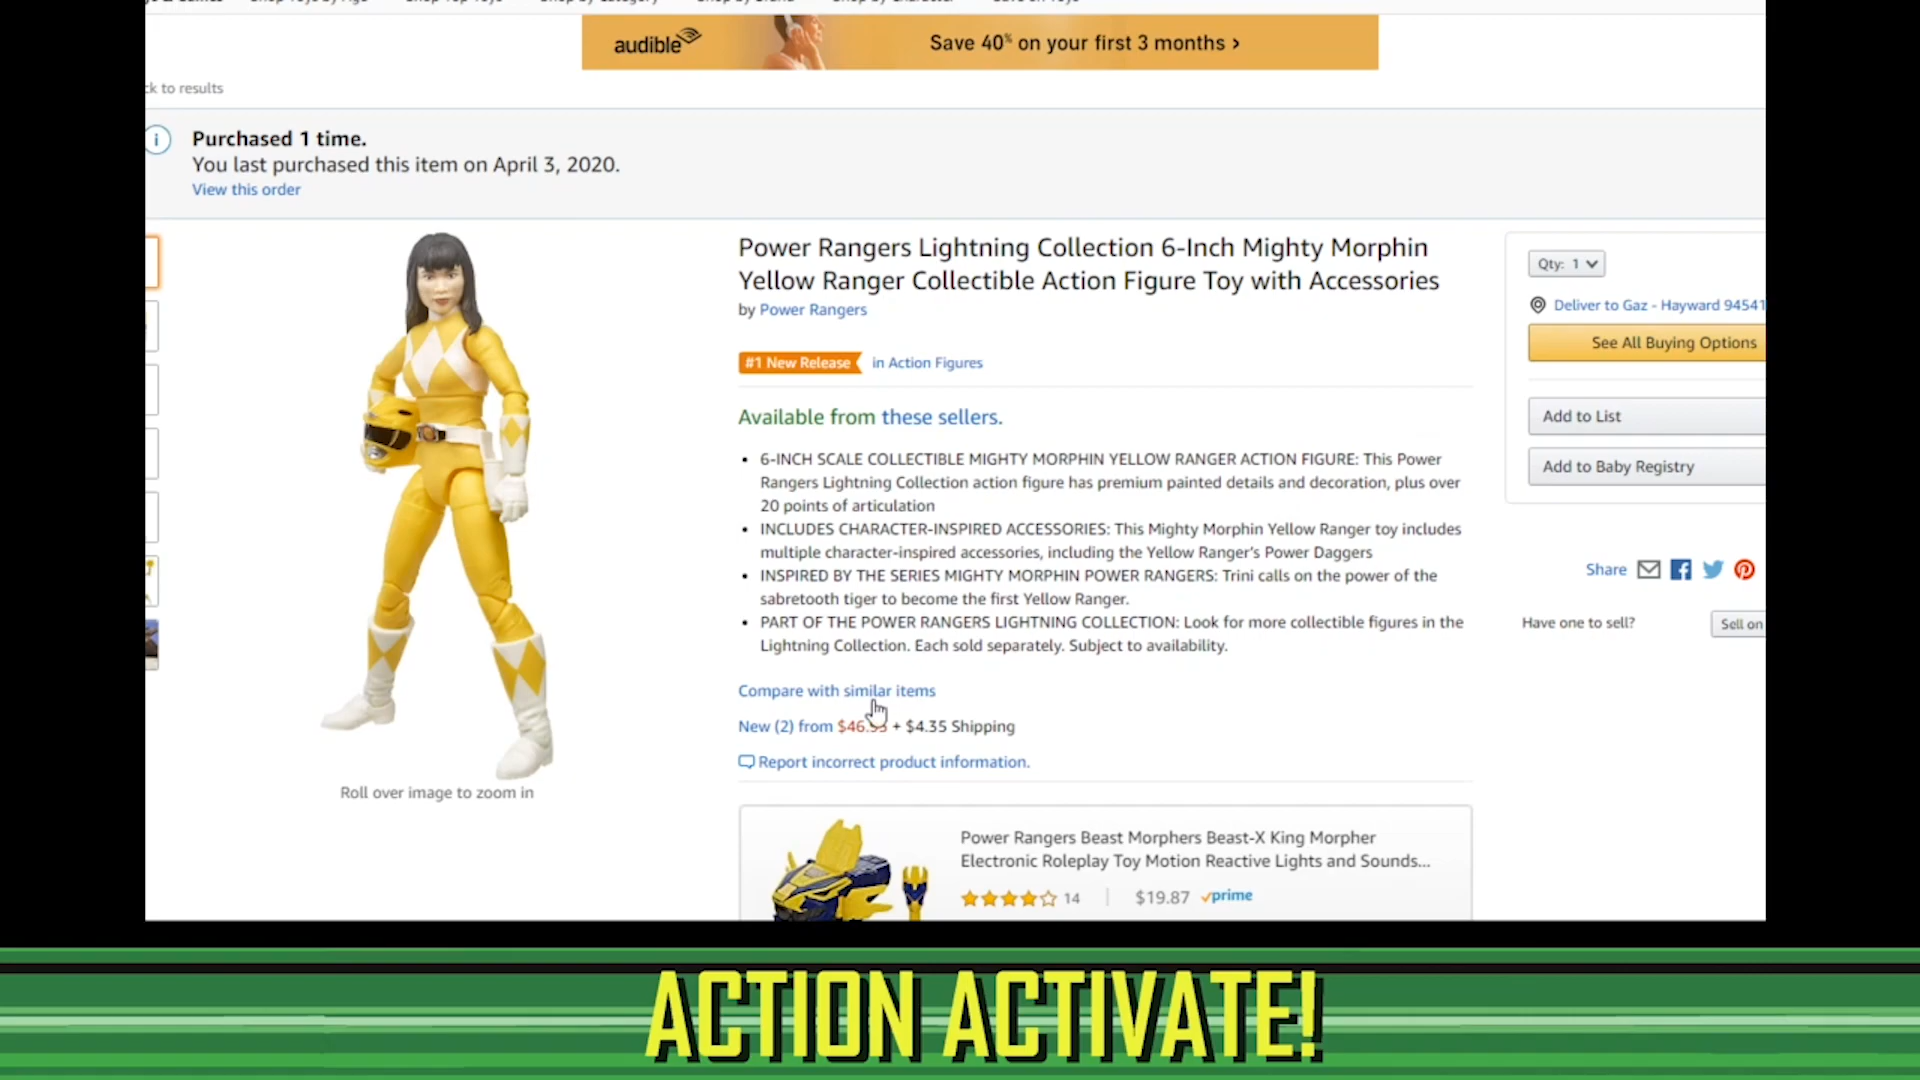 audible
Save 40% on your first 3 months ›
ck to results
Purchased 1 time.
You last purchased this item on April 3, 2020.
View this order
Power Rangers Lightning Collection 6-Inch Mighty Morphin
Yellow Ranger Collectible Action Figure Toy with Accessories
by Power Rangers
#1 New Release in Action Figures
Available from these sellers.
• 6-INCH SCALE COLLECTIBLE MIGHTY MORPHIN YELLOW RANGER ACTION FIGURE: This Power
Rangers Lightning Collection action figure has premium painted details and decoration, plus over
20 points of articulation
• INCLUDES CHARACTER-INSPIRED ACCESSORIES: This Mighty Morphin Yellow Ranger toy includes
multiple character-inspired accessories, including the Yellow Ranger's Power Daggers
• INSPIRED BY THE SERIES MIGHTY MORPHIN POWER RANGERS: Trini calls on the power of the
sabretooth tiger to become the first Yellow Ranger.
• PART OF THE POWER RANGERS LIGHTNING COLLECTION: Look for more collectible figures in the
Lightning Collection. Each sold separately. Subject to availability.
Compare with similar items
New (2) from + $4.35 Shipping
Report incorrect product information.
Roll over image to zoom in
Power Rangers Beast Morphers Beast-X King Morpher
Electronic Roleplay Toy Motion Reactive Lights and Sounds...
14 | $19.87 prime
Qty: 1
Deliver to Gaz - Hayward 94541
See All Buying Options
Add to List
Add to Baby Registry
Share
Have one to sell?
Sell on
ACTION ACTIVATE!